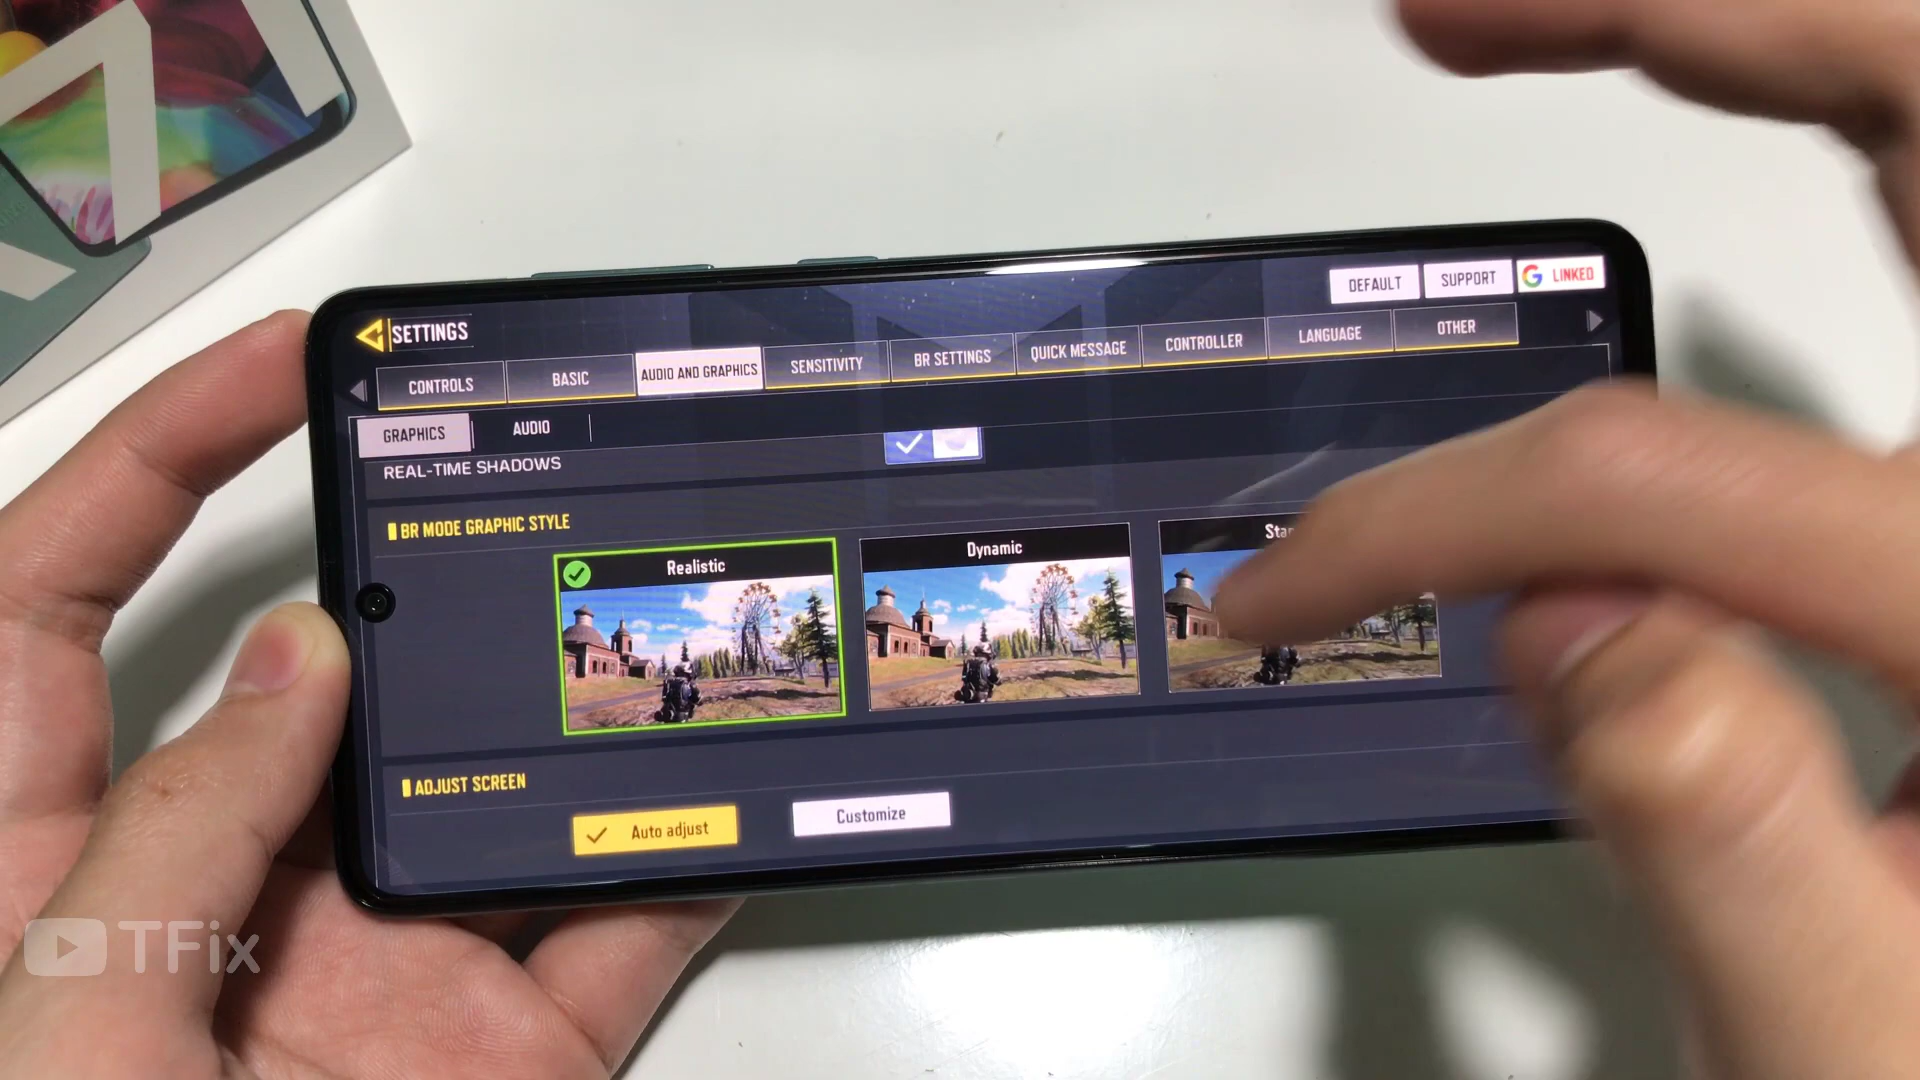 71
DEFAULT
SUPPORT
G LINKED
SETTINGS
CONTROLS
BASIC
AUDIO AND GRAPHICS
SENSITIVITY
BR SETTINGS
QUICK MESSAGE
CONTROLLER
LANGUAGE
OTHER
GRAPHICS
AUDIO
REAL-TIME SHADOWS
BR MODE GRAPHIC STYLE
Realistic
Dynamic
ADJUST SCREEN
Auto adjust
Customize
TFix